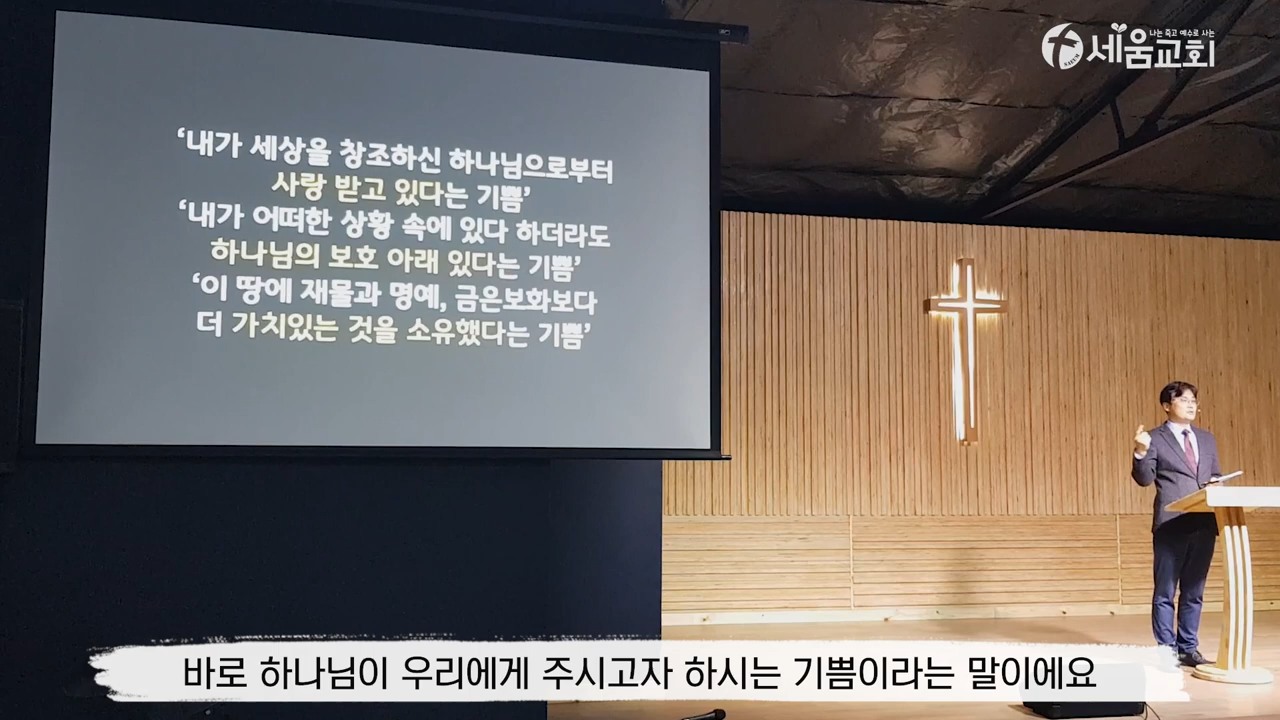 나는 죽고 예수로 사는
세움교회
‘내가 세상을 창조하신 하나님으로부터
사랑 받고 있다는 기쁨’
‘내가 어떠한 상황 속에 있다 하더라도
하나님의 보호 아래 있다는 기쁨’
‘이 땅에 재물과 명예, 금은보화보다
더 가치있는 것을 소유했다는 기쁨’
바로 하나님이 우리에게 주시고자 하시는 기쁨이라는 말이에요